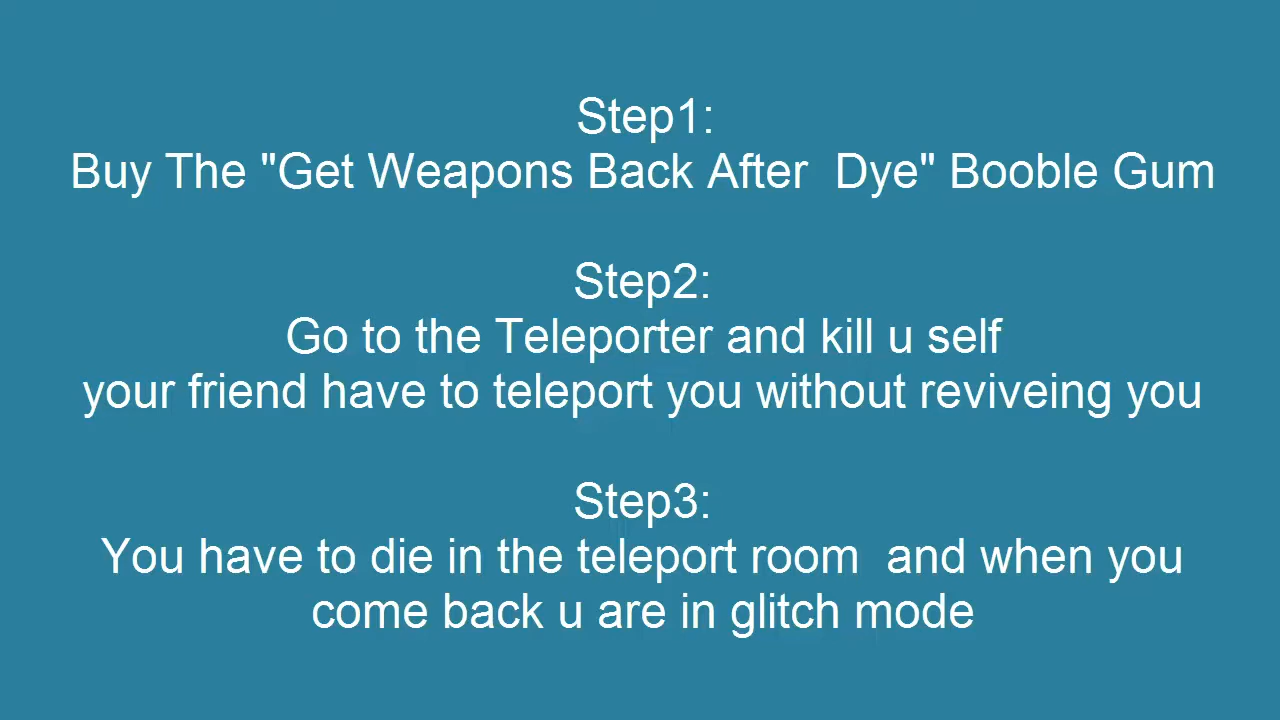 Step1:
Buy The "Get Weapons Back After  Dye" Booble Gum
Step2:
Go to the Teleporter and kill u self
your friend have to teleport you without reviveing you
Step3:
You have to die in the teleport room  and when you
come back u are in glitch mode